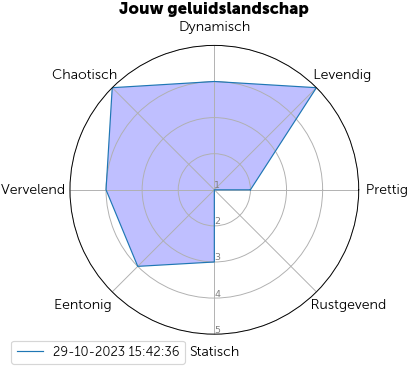 Jouw geluidslandschap
Dynamisch
Chaotisch
Levendig
Vervelend
1
Prettig
2
3
4
Eentonig
Rustgevend
5
29-10-2023 15:42:36
Statisch